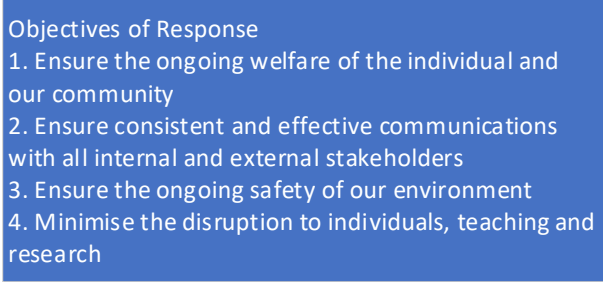 Objectives of Response
1. Ensure the ongoing welfare of the individual and
our community
2. Ensure consistent and effective communications
with all internal and external stakeholders
3. Ensure the ongoing safety of our environment
4. Minimise the disruption to individuals, teaching and
research